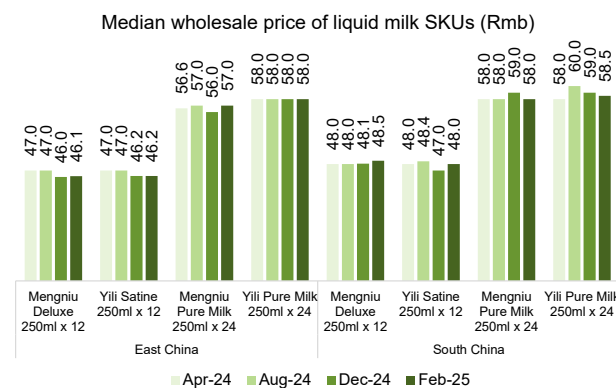 Median wholesale price of liquid milk SKUs (Rmb)
47.0 47.0 46.0 46.1 47.0 47.0 46.2 46.2 56.6 57.0 56.0 57.0 58.0 58.0 58.0 58.0 48.0 48.0 48.1 48.5 48.0 48.4 47.0 48.0 58.0 58.0 59.0 58.0 58.0 60.0 59.0 58.5
Mengniu Yili Satine Mengniu Yili Pure Milk Mengniu Yili Satine Mengniu Yili Pure Milk
Deluxe 250ml x 12 Pure Milk 250ml x 24 Deluxe 250ml x 12 Pure Milk 250ml x 24
250ml x 12 250ml x 24 250ml x 12 250ml x 24
East China South China
Apr-24 Aug-24 Dec-24 Feb-25